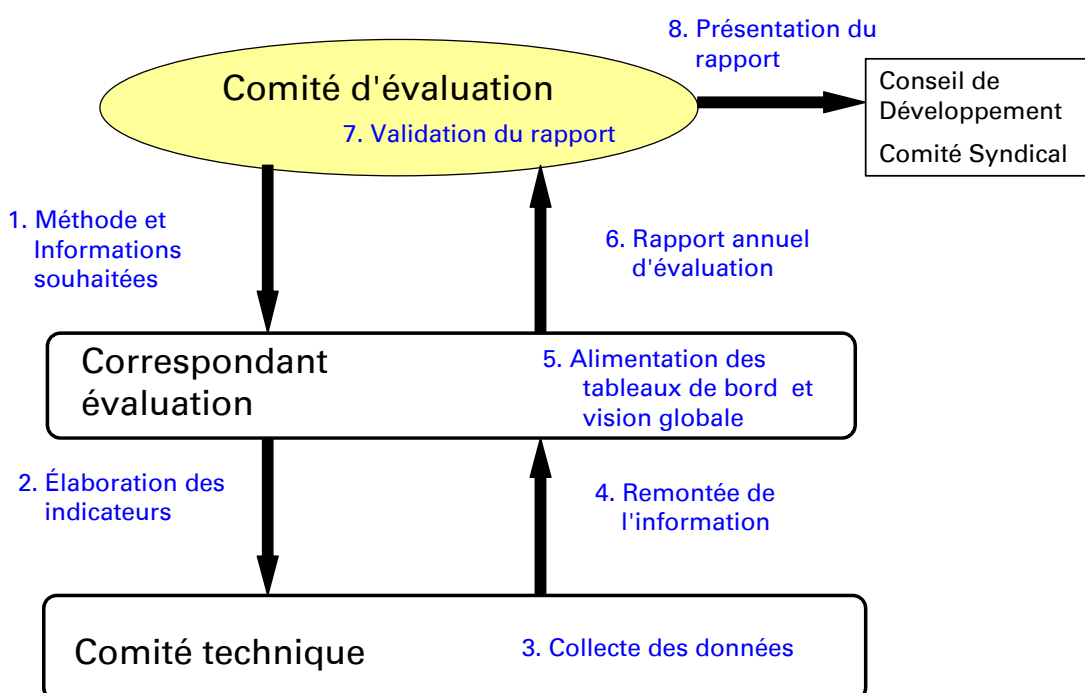 8. Présentation du
rapport
Comité d'évaluation
7. Validation du rapport
Conseil de
Développement
Comité Syndical
1. Méthode et
Informations
souhaitées
6. Rapport annuel
d'évaluation
Correspondant
évaluation
5. Alimentation des
tableaux de bord et
vision globale
2. Élaboration des
indicateurs
4. Remontée de
l'information
Comité technique
3. Collecte des données